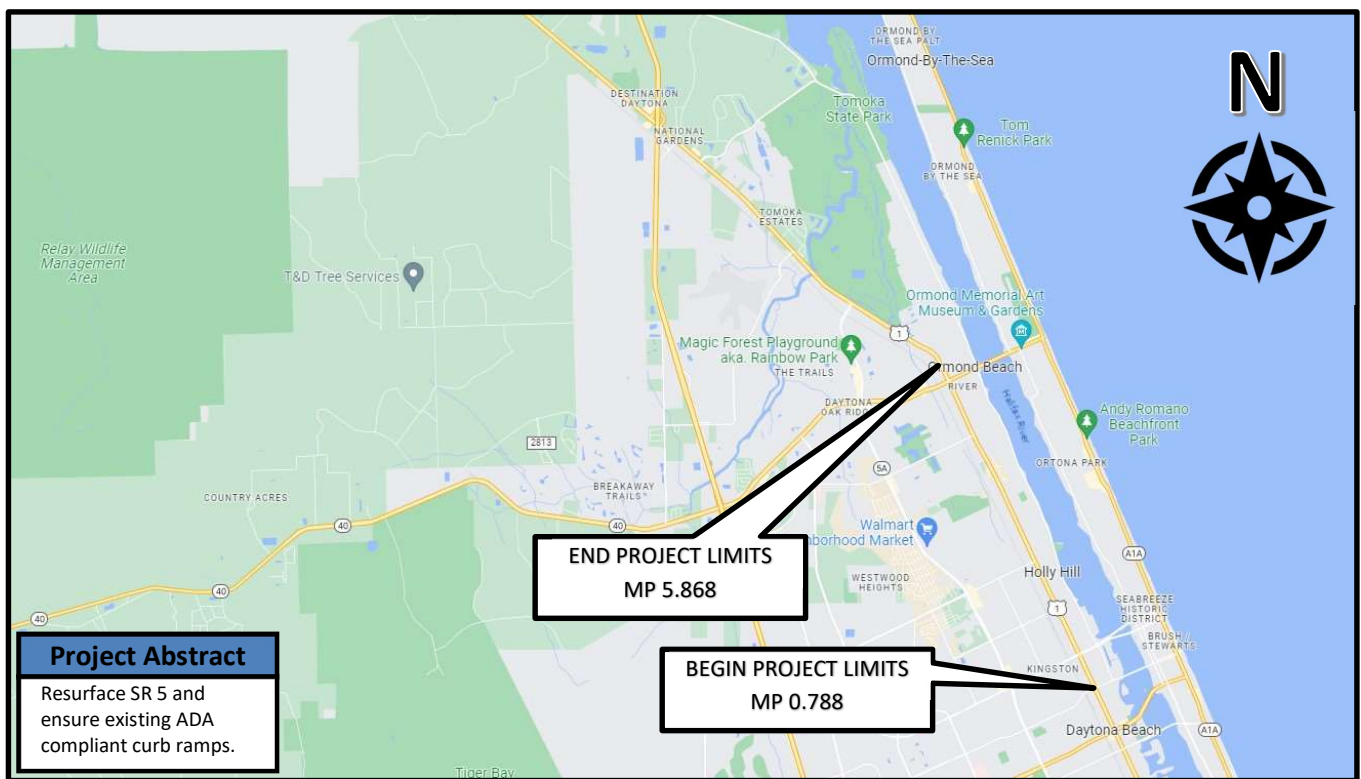 ORMOND BY
THE SEA PALT
Ormond-By-The-Sea
N
DESTINATION
DAYTONA
Tomoka
State Park
NATIONAL
GARDENS
Tom
Renick Park
ORMOND
BY THE SEA
TOMOKA
ESTATES
Relay Wildlife
Management
Area
T&D Tree Services
Ormond Memorial Art
Museum & Gardens
1
Magic Forest Playground
aka. Rainbow Park
THE TRAILS
Ormond Beach
RIVER
DAYTONA
OAK RIDGE
Halifax River
Andy Romano
Beachfront
Park
2813
ORTONA PARK
5A
COUNTRY ACRES
BREAKAWAY
TRAILS
40
40
Walmart
Neighborhood Market
END PROJECT LIMITS
MP 5.868
A1A
Holly Hill
WESTWOOD
HEIGHTS
40
40
SEABREEZE
HISTORIC
DISTRICT
1
BRUSH /
STEWARTS
Project Abstract
Resurface SR 5 and
ensure existing ADA
compliant curb ramps.
BEGIN PROJECT LIMITS
MP 0.788
KINGSTON
Daytona Beach
A1A
Tiger Bay